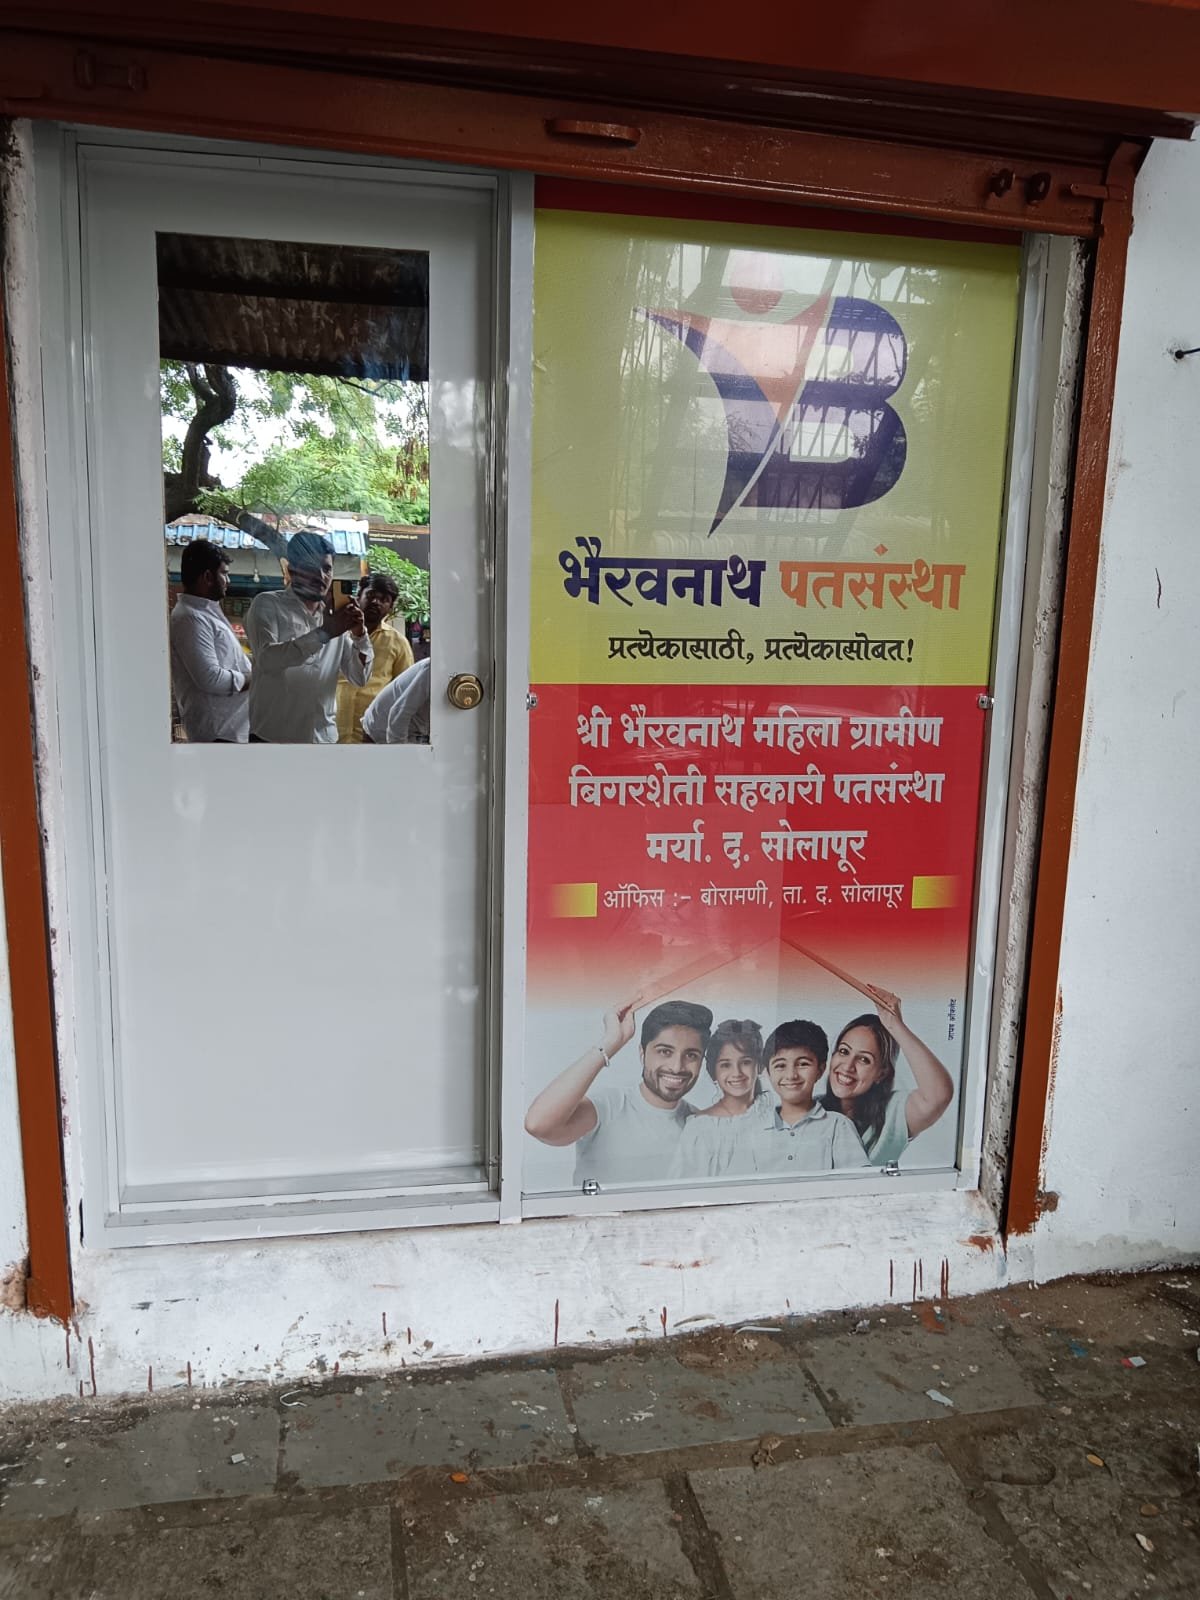 भैरवनाथ पतसंस्था
प्रत्येकासाठी, प्रत्येकासोबत!
श्री भैरवनाथ महिला ग्रामीण
बिगरशेती सहकारी पतसंस्था
मर्या. द. सोलापूर
ऑफिस :- बोरामणी, ता. द. सोलापूर